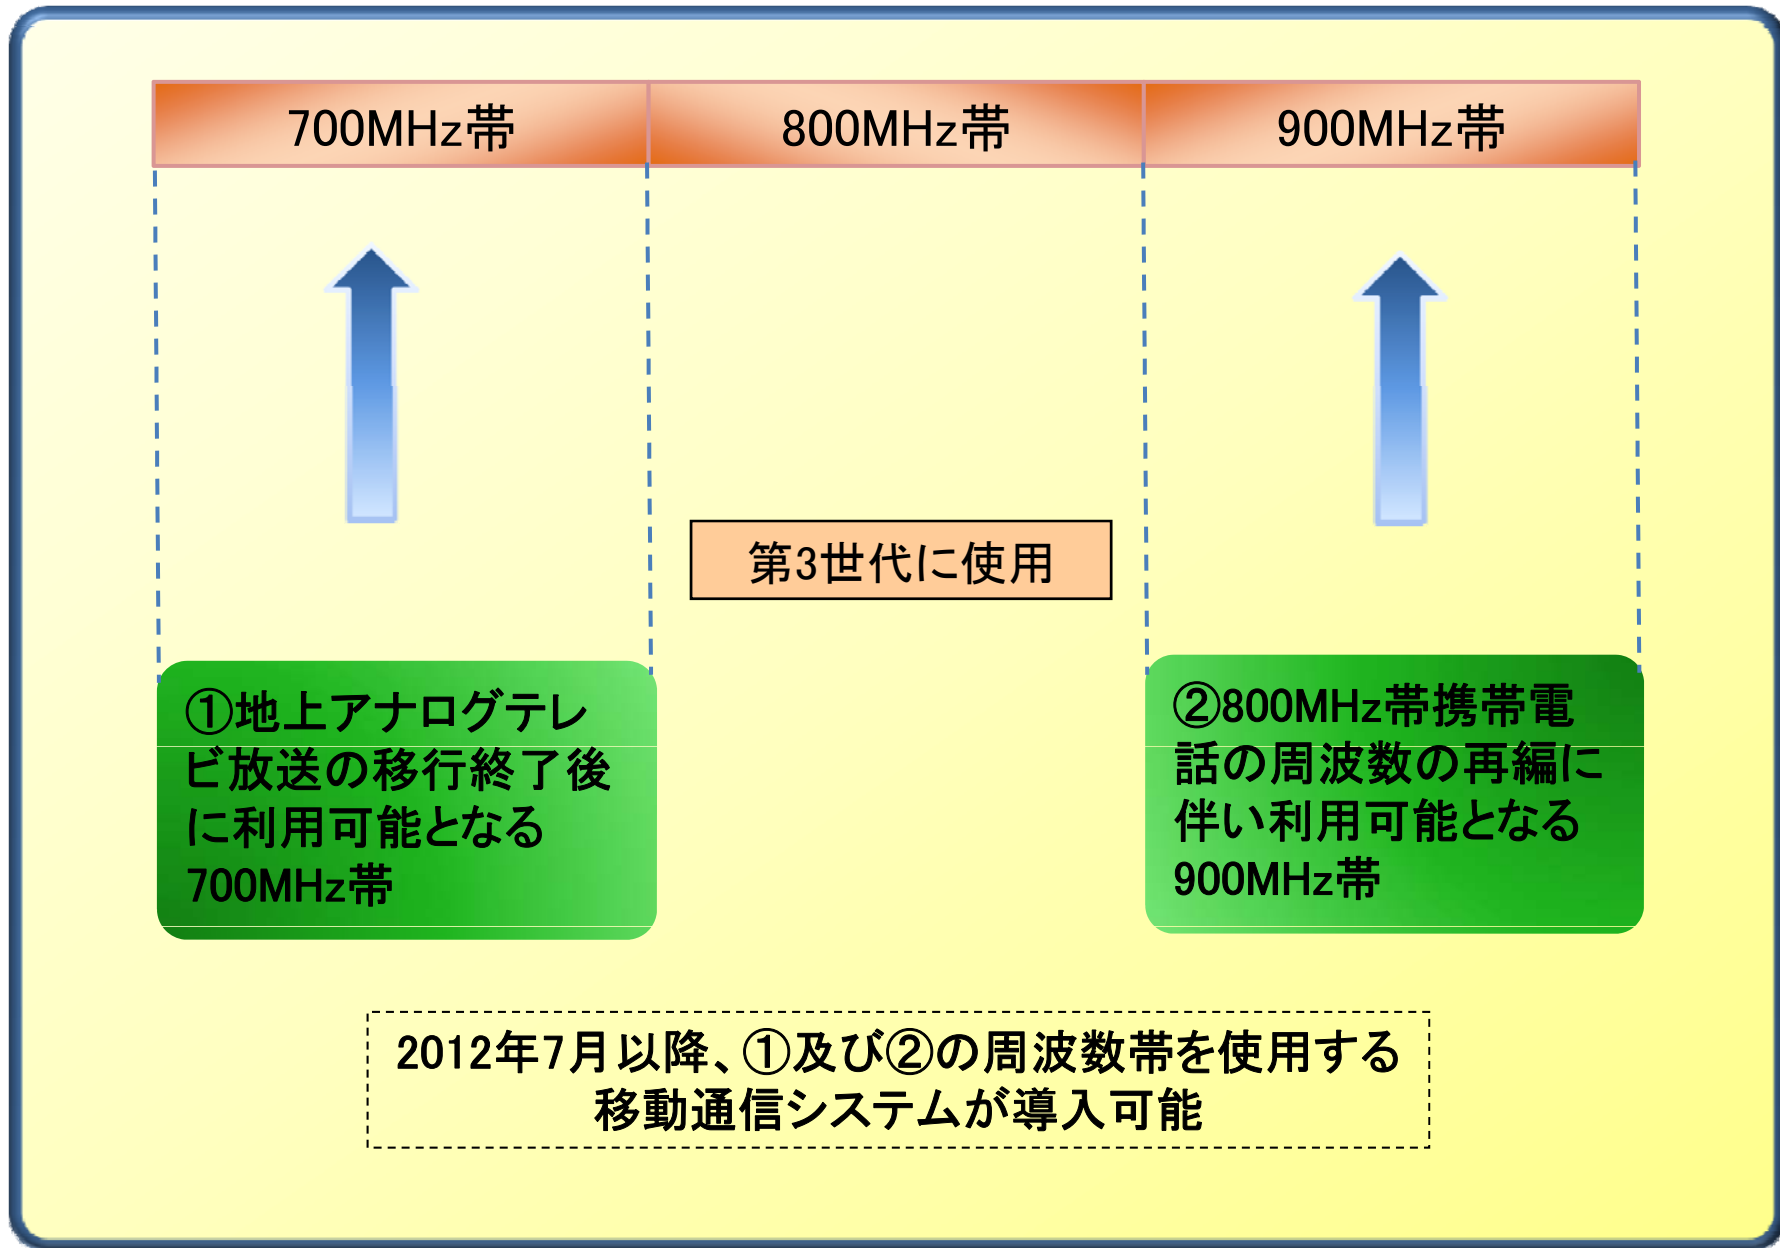 700MHz帯
800MHz帯
900MHz帯
第3世代に使用
①地上アナログテレ
ビ放送の移行終了後
に利用可能となる
700MHz帯
②800MHz帯携帯電
話の周波数の再編に
伴い利用可能となる
900MHz帯
2012年7月以降、①及び②の周波数帯を使用する
移動通信システムが導入可能